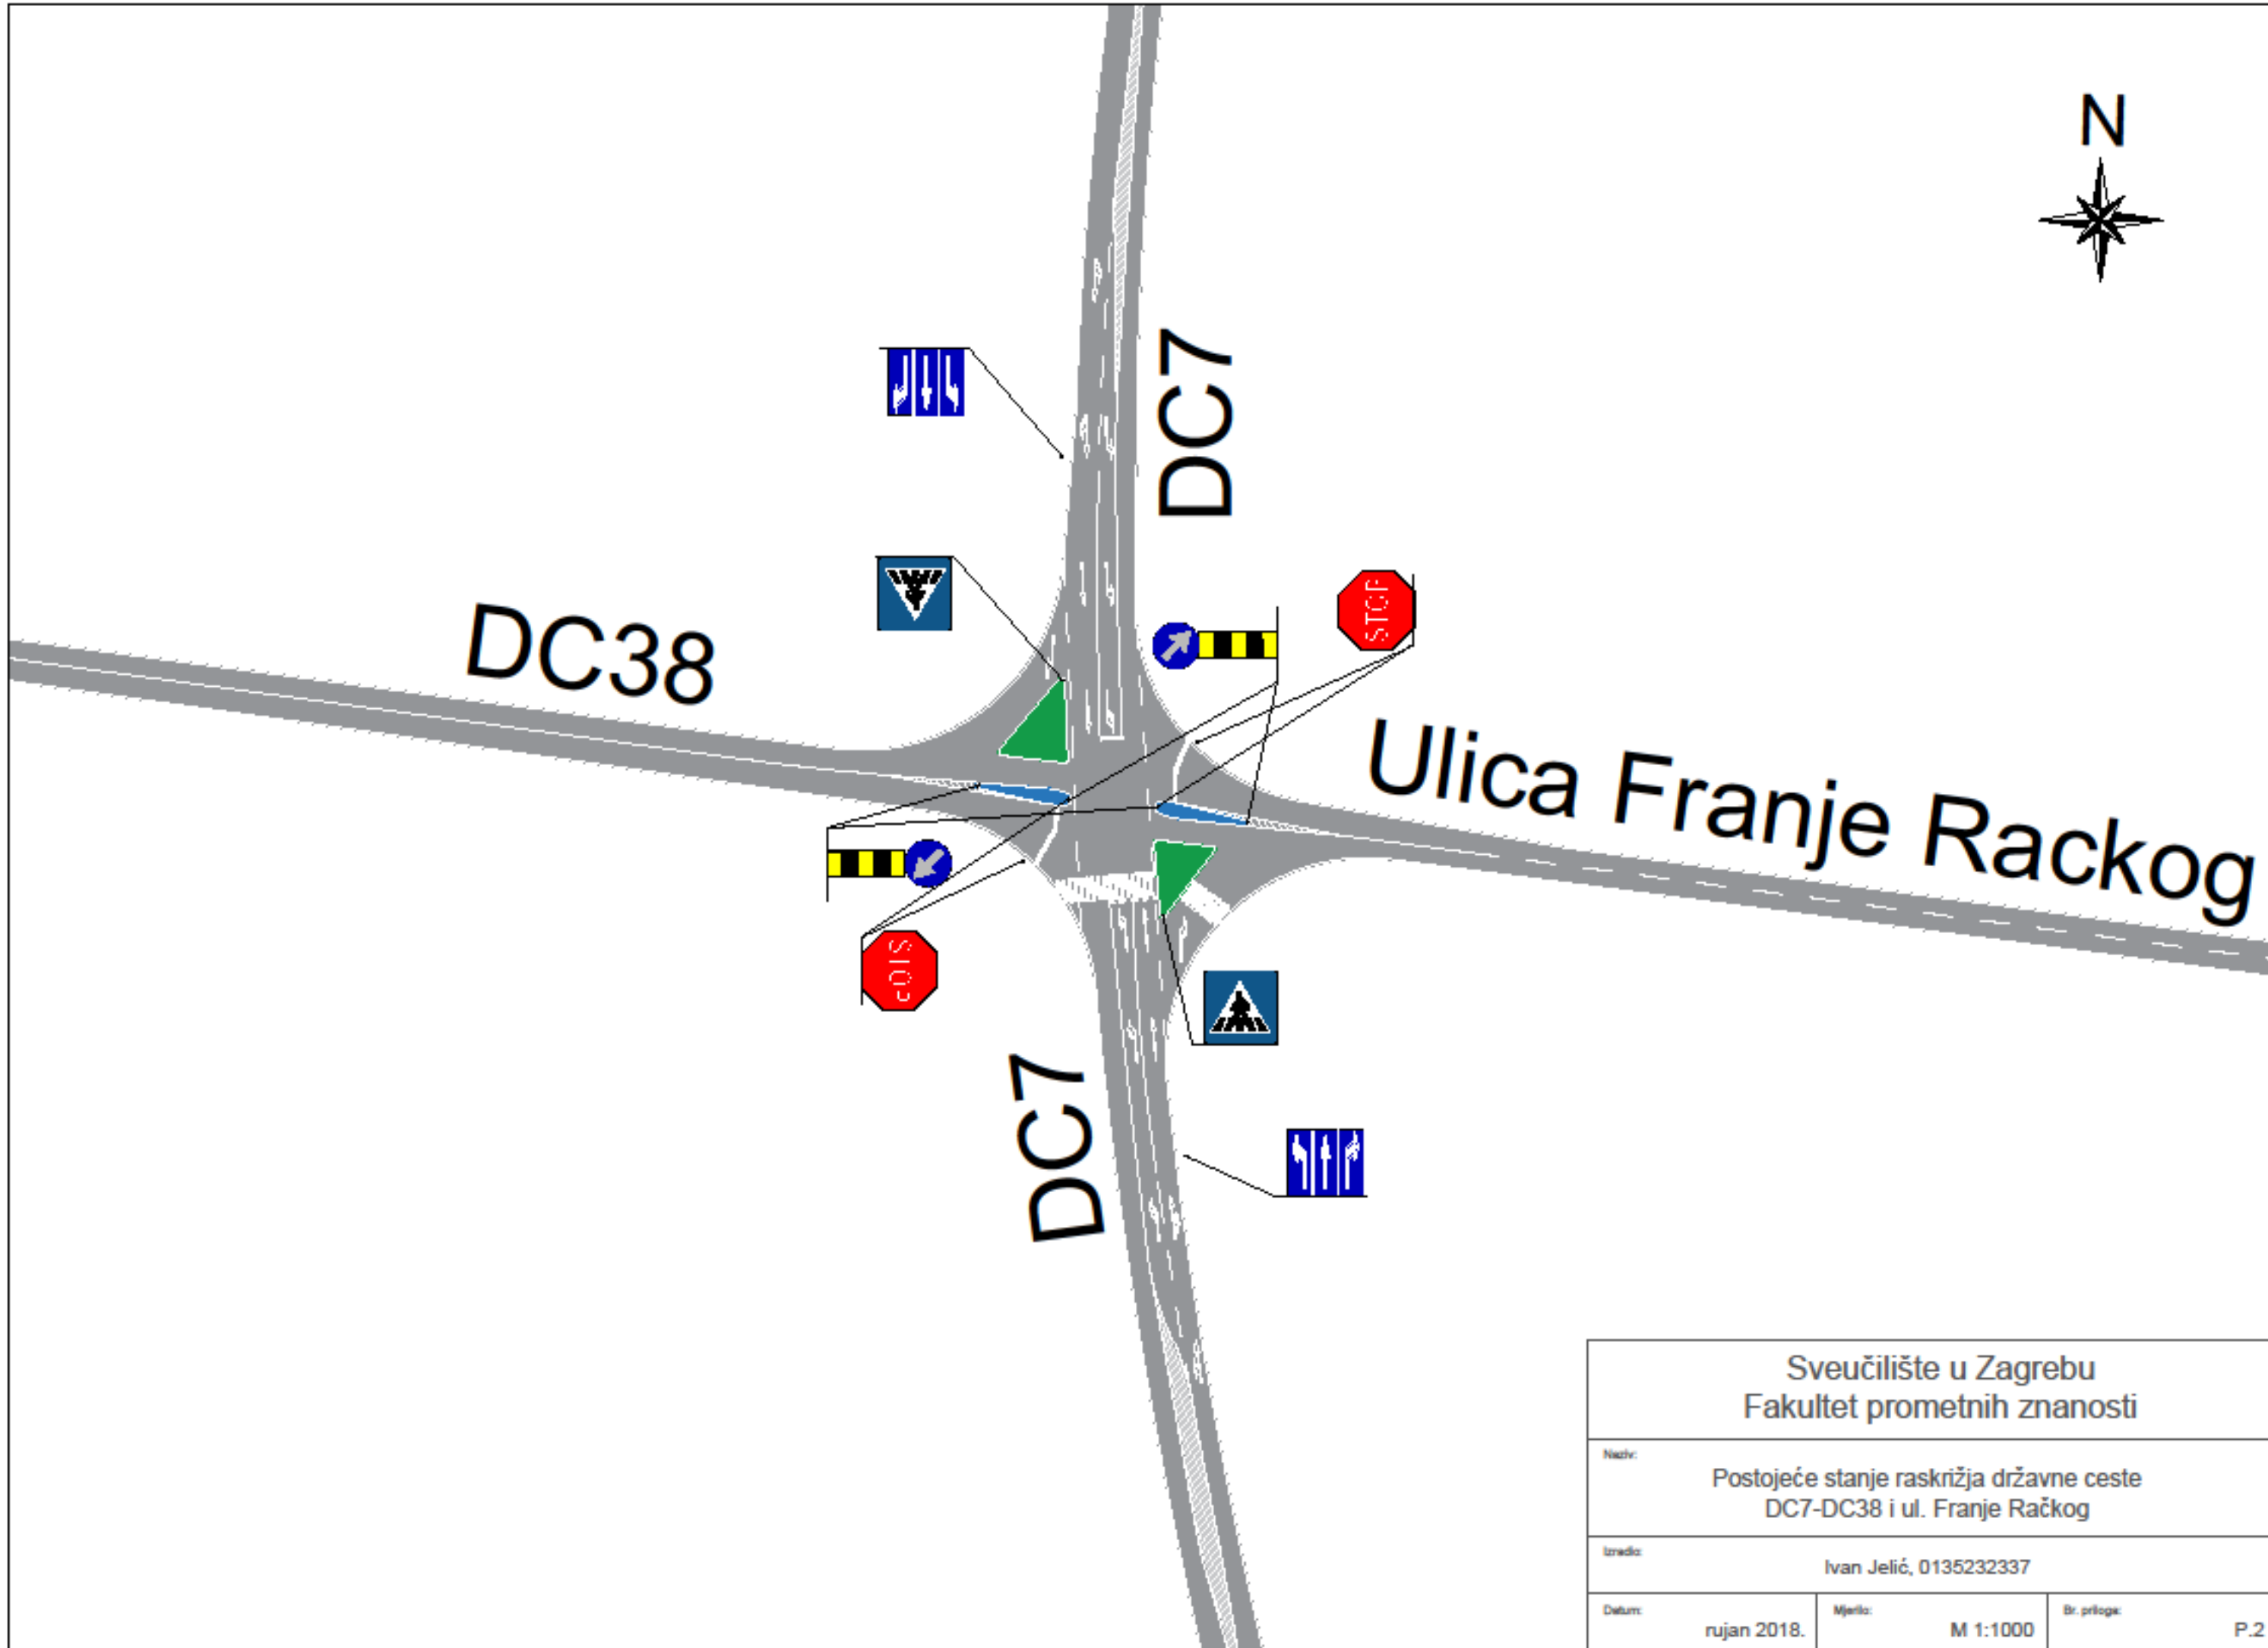 N
DC7
DC38
STOP
Ulica Franje Rackog
STOP
DC7
Sveučilište u Zagrebu
Fakultet prometnih znanosti
Naziv:
Postojeće stanje raskrižja državne ceste
DC7-DC38 i ul. Franje Račkog
Izradio:
Ivan Jelić, 0135232337
Datum:
rujan 2018.
Mjerilo:
M 1:1000
Br. priloga:
P.2